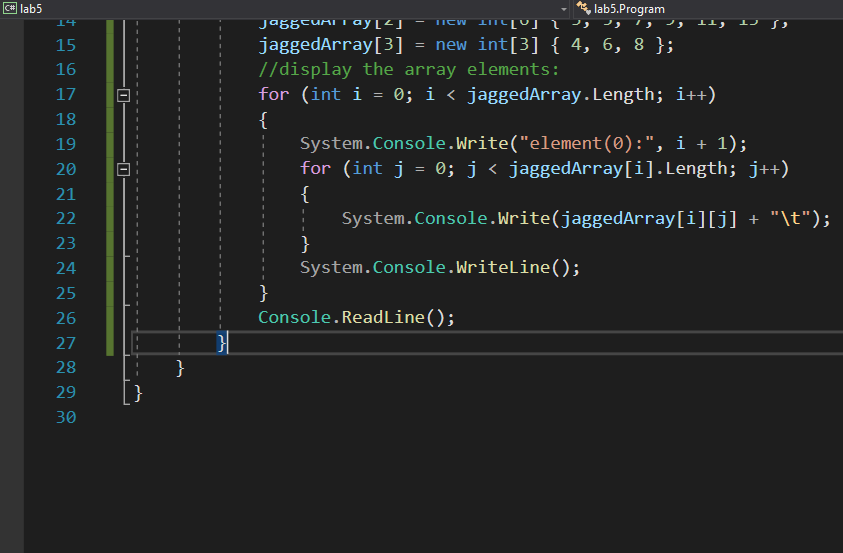 C# lab5 lab5.Program
14 jaggedArray[2] = new int[6] { 3, 5, 7, 9, 11, 13 };
15 jaggedArray[3] = new int[3] { 4, 6, 8 };
16 //display the array elements:
17 for (int i = 0; i < jaggedArray.Length; i++)
18 {
19 System.Console.Write("element(0):", i + 1);
20 for (int j = 0; j < jaggedArray[i].Length; j++)
21 {
22 System.Console.Write(jaggedArray[i][j] + "\t");
23 }
24 System.Console.WriteLine();
25 }
26 Console.ReadLine();
27 }
28 }
29 }
30